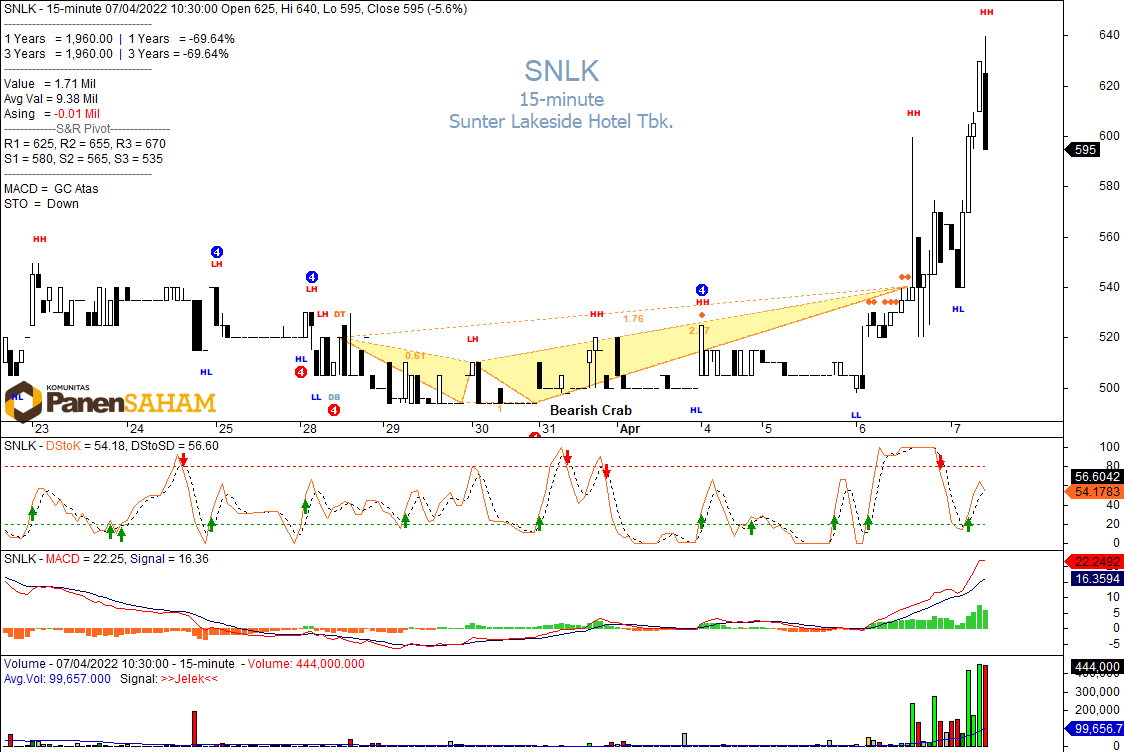 SNLK - 15-minute 07/04/2022 10:30:00 Open 625, Hi 640, Lo 595, Close 595 (-5.6%)
1 Years = 1,960.00 | 1 Years = -69.64%
3 Years = 1,960.00 | 3 Years = -69.64%
Value = 1.71 Mil
Avg Val = 9.38 Mil
Asing = -0.01 Mil
--------------S&R Pivot----------------
R1 = 625, R2 = 655, R3 = 670
S1 = 580, S2 = 565, S3 = 535
MACD = GC Atas
STO = Down
SNLK
15-minute
Sunter Lakeside Hotel Tbk.
HH
640
620
HH
600
595
580
560
HH
4
LH
4
LH
4
HH
540
HL
LH
DT
HH
1.76
520
LH
0.61
HL
HL
4
LL
DB
4
1
500
HL
KOMUNITAS
PanenSAHAM
Bearish Crab
HL
LL
23
24
25
28
29
30
31
Apr
4
5
6
7
SNLK - DStoK = 54.18, DStoSD = 56.60
100
80
56.6042
54.1783
40
20
0
SNLK - MACD = 22.25, Signal = 16.36
22.2492
16.3594
10
5
0
-5
Volume - 07/04/2022 10:30:00 - 15-minute - Volume: 444,000.000
Avg.Vol: 99,657.000 Signal: >>Jelek<<
444,000
400,000
300,000
200,000
99,656.7
0